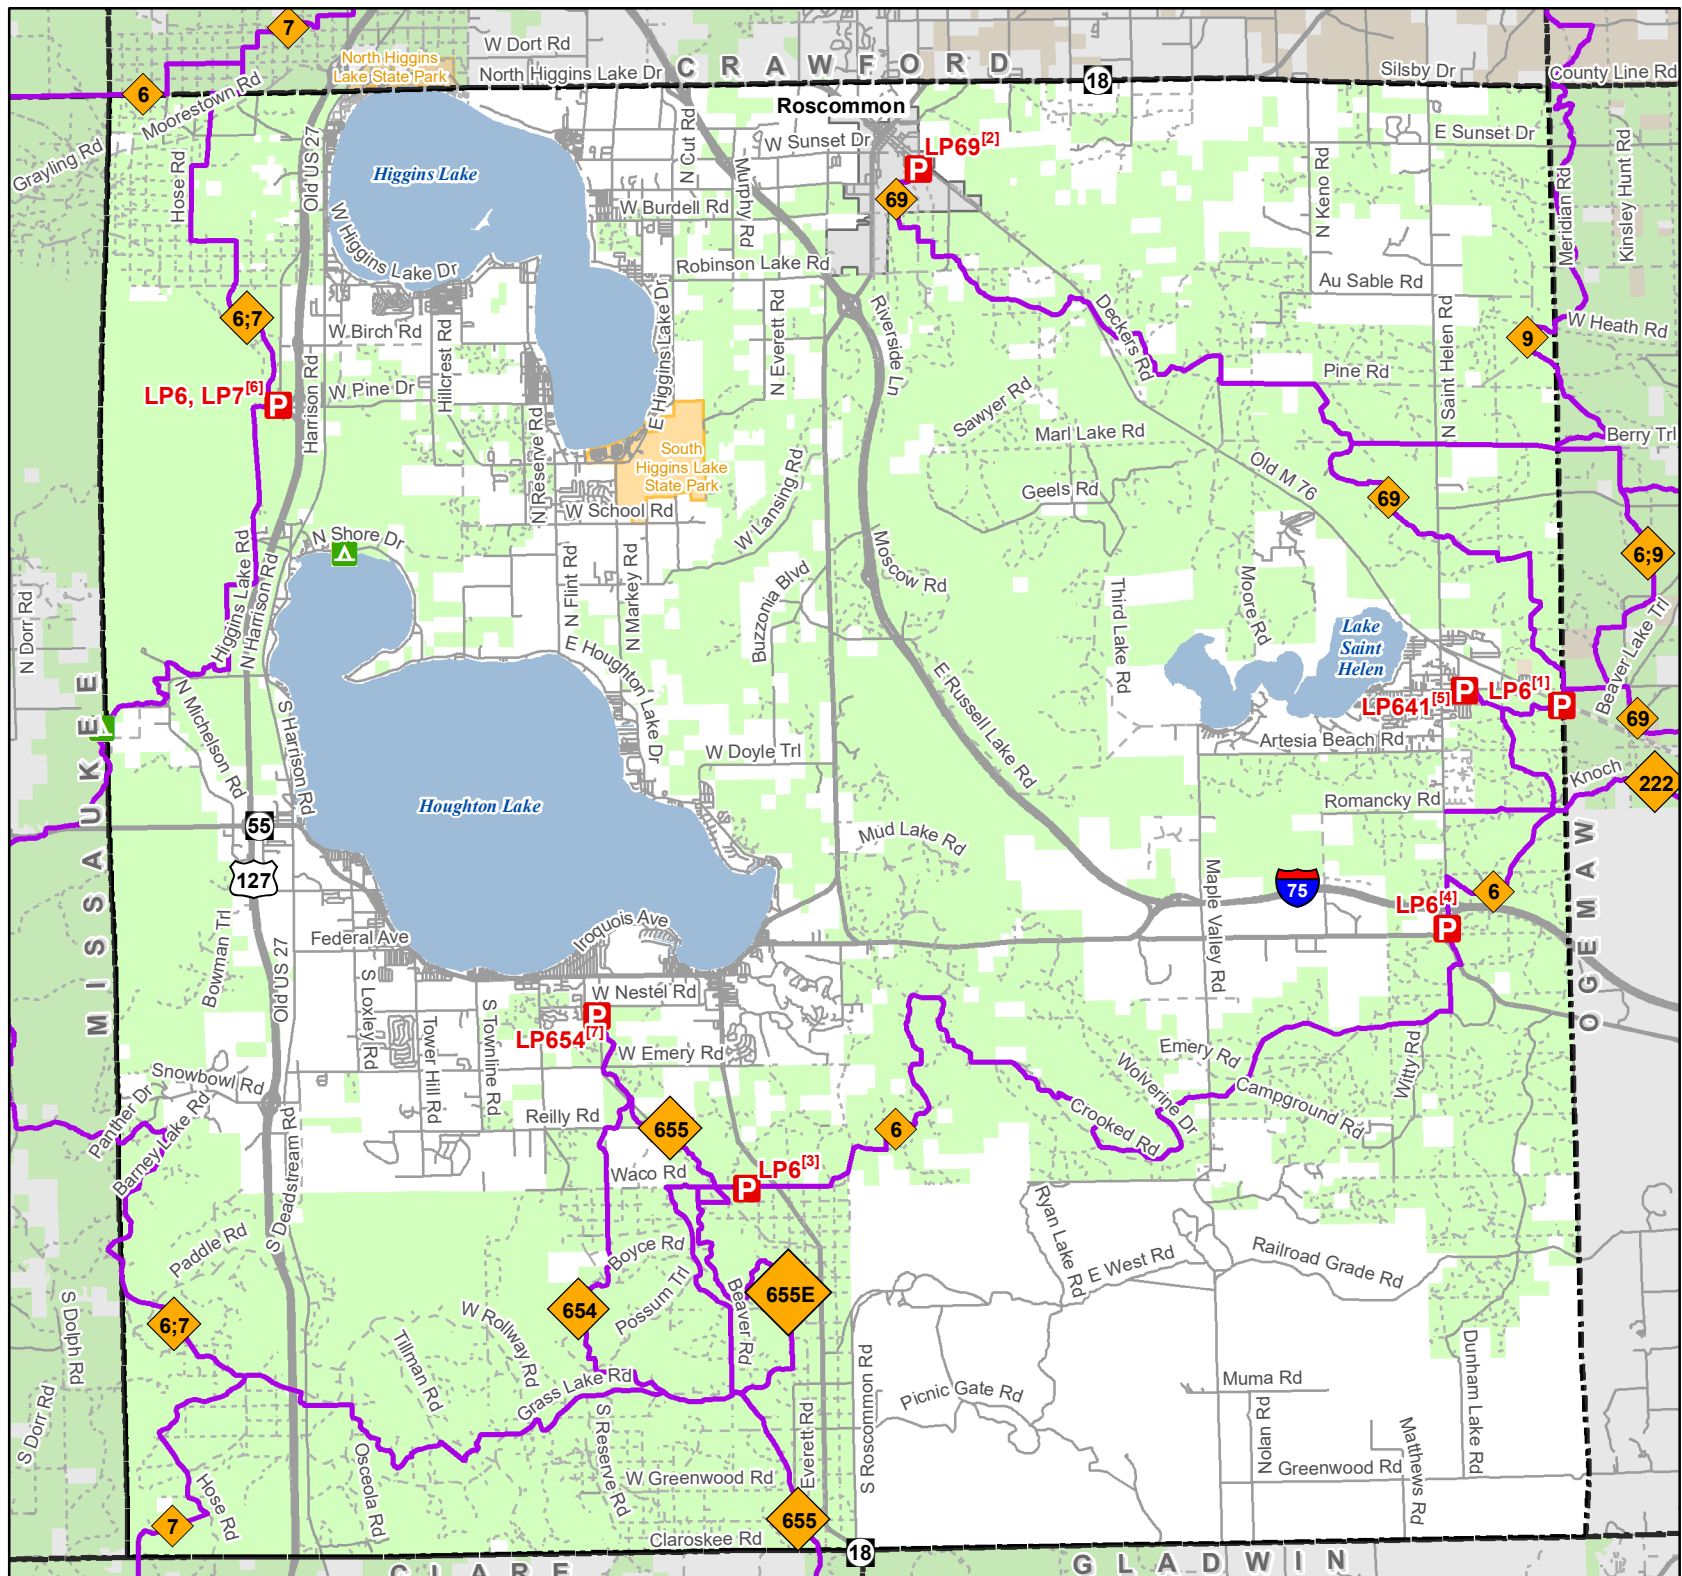 7
W Dort Rd
North Higgins
Lake State Park
North Higgins Lake Dr
CRAWFORD
18
Silsby Dr
County Line Rd
6
Moorestown Rd
Roscommon
Grayling Rd
Old US 27
N Cut Rd
W Sunset Dr
LP69[2]
E Sunset Dr
Hose Rd
Higgins Lake
Murphy Rd
N Keno Rd
Meridian Rd
Kinsley Hunt Rd
W Burdell Rd
69
W Higgins Lake Dr
Robinson Lake Rd
Au Sable Rd
6;7
W Birch Rd
Hillcrest Rd
E Higgins Lake Dr
N Everett Rd
Riverside Ln
Deckers Rd
N Saint Helen Rd
W Heath Rd
9
Harrison Rd
LP6, LP7[6]
W Pine Dr
Pine Rd
Sawyer Rd
N Reserve Rd
Marl Lake Rd
Berry Trl
South
Higgins Lake
State Park
W Lansing Rd
Old M 76
Geels Rd
69
W School Rd
N Shore Dr
Higgins Lake Rd
N Harrison Rd
N Flint Rd
N Markey Rd
Buzzonia Blvd
Moscow Rd
6;9
N Dorr Rd
Third Lake Rd
Moore Rd
Lake
Saint
Helen
Beaver Lake Trl
E Houghton Lake Dr
E Russell Lake Rd
LP641[5]
LP6[1]
69
MISSAUKEE
N Michelson Rd
S Harrison Rd
W Doyle Trl
Artesia Beach Rd
Knoch
222
Houghton Lake
Romancky Rd
55
Mud Lake Rd
127
Maple Valley Rd
75
6
LP6[4]
OGEMAW
Bowman Trl
Federal Ave
Iroquois Ave
Old US 27
S Loxley Rd
W Nestel Rd
S Townline Rd
Tower Hill Rd
LP654[7]
W Emery Rd
Emery Rd
Witty Rd
Snowbowl Rd
Wolverine Dr
Campground Rd
Panther Dr
Barney Lake Rd
Reilly Rd
655
6
Crooked Rd
S Deadstream Rd
Waco Rd
LP6[3]
Ryan Lake Rd
Paddle Rd
Boyce Rd
E West Rd
Railroad Grade Rd
Possum Trl
Beaver Rd
655E
654
S Dolph Rd
6;7
W Rollway Rd
Tillman Rd
Dunham Lake Rd
S Roscommon Rd
Muma Rd
Grass Lake Rd
Picnic Gate Rd
S Dorr Rd
S Reserve Rd
Everett Rd
Nolan Rd
Matthews Rd
Osceola Rd
W Greenwood Rd
Greenwood Rd
Hose Rd
7
655
Claroskee Rd
18
CLARE
GLADWIN